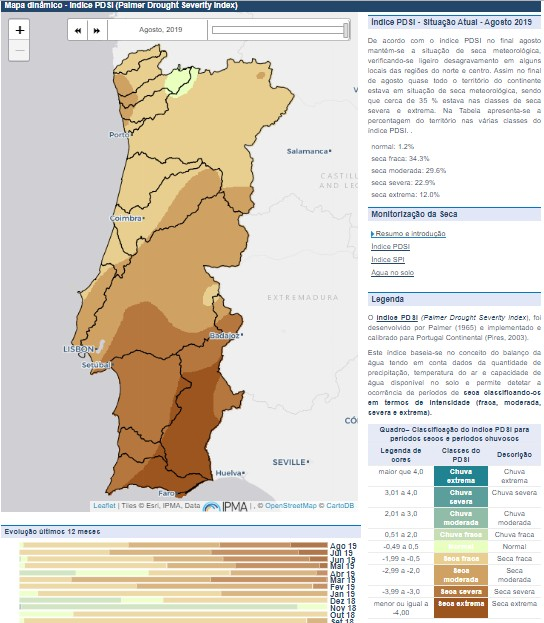 Mapa dinâmico - Indice PDSI (Palmer Drought Severity Index)
+
−
Agosto, 2019
Porto
Salamanca
CASTILL
AND LEO
Coimbra
EXTREMADURA
Badajoz
LISBON
Setúbal
CÓ
SEVILLE
Huelva
Faro
Leaflet | Tiles © Esri, IPMA, Data IPMA, © OpenStreetMap © CartoDB
Evolução últimos 12 meses
Ago 19
Jul 19
Jun 19
Mai 19
Abr 19
Mar 19
Fev 19
Jan 19
Dez 18
Nov 18
Out 18
Set 18
Indice PDSI - Situação Atual - Agosto 2019
De acordo com o índice PDSI no final agosto
mantém-se a situação de seca meteorológica,
verificando-se ligeiro desagravamento em alguns
locais das regiões do norte e centro. Assim no final
de agosto quase todo o território do continente
estava em situação de seca meteorológica, sendo
que cerca de 35 % estava nas classes de seca
severa e extrema. Na Tabela apresenta-se a
percentagem do território nas várias classes do
índice PDSI. .
normal: 1.2%
seca fraca: 34.3%
seca moderada: 29.6%
seca severa: 22.9%
seca extrema: 12.0%
Monitorização da Seca
Resumo e introdução
Índice PDSI
Índice SPI
Água no solo
Legenda
O índice PDSI (Palmer Drought Severity Index), foi
desenvolvido por Palmer (1965) e implementado e
calibrado para Portugal Continental (Pires, 2003).
Este índice baseia-se no conceito do balanço da
água tendo em conta dados da quantidade de
precipitação, temperatura do ar e capacidade de
água disponível no solo e permite detetar a
ocorrência de períodos de seca classificando-os
em termos de intensidade (fraca, moderada,
severa e extrema).
Quadro– Classificação do índice PDSI para
períodos secos e períodos chuvosos
Legenda de cores
Classes do PDSI
Descrição
maior que 4,0 Chuva extrema Chuva extrema
3,01 a 4,0 Chuva severa Chuva severa
2,01 a 3,0 Chuva moderada Chuva moderada
0,51 a 2,0 Chuva fraca Chuva fraca
-0,49 a 0,5 Normal
-1,99 a -0,5 Seca fraca Seca fraca
-2,99 a -2,0 Seca moderada Seca moderada
-3,99 a -3,0 Seca severa Seca severa
menor ou igual a -4,00 Seca extrema Seca extrema